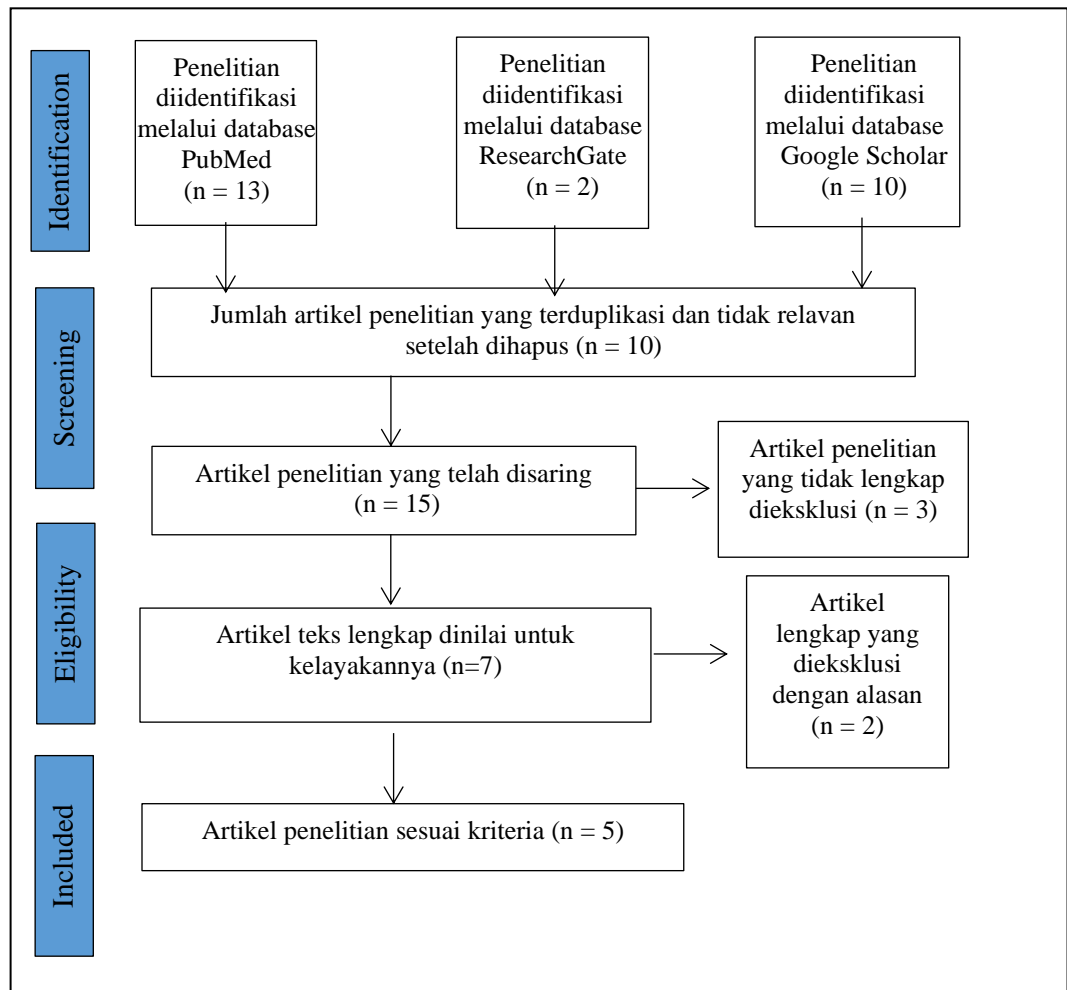 Identification
Penelitian
diidentifikasi
melalui database
PubMed
(n = 13)
Penelitian
diidentifikasi
melalui database
ResearchGate
(n = 2)
Penelitian
diidentifikasi
melalui database
Google Scholar
(n = 10)
Screening
Jumlah artikel penelitian yang terduplikasi dan tidak relavan
setelah dihapus (n = 10)
Artikel penelitian yang telah disaring
(n = 15)
Artikel penelitian
yang tidak lengkap
dieksklusi (n = 3)
Eligibility
Artikel teks lengkap dinilai untuk
kelayakannya (n=7)
Artikel
lengkap yang
dieksklusi
dengan alasan
(n = 2)
Included
Artikel penelitian sesuai kriteria (n = 5)